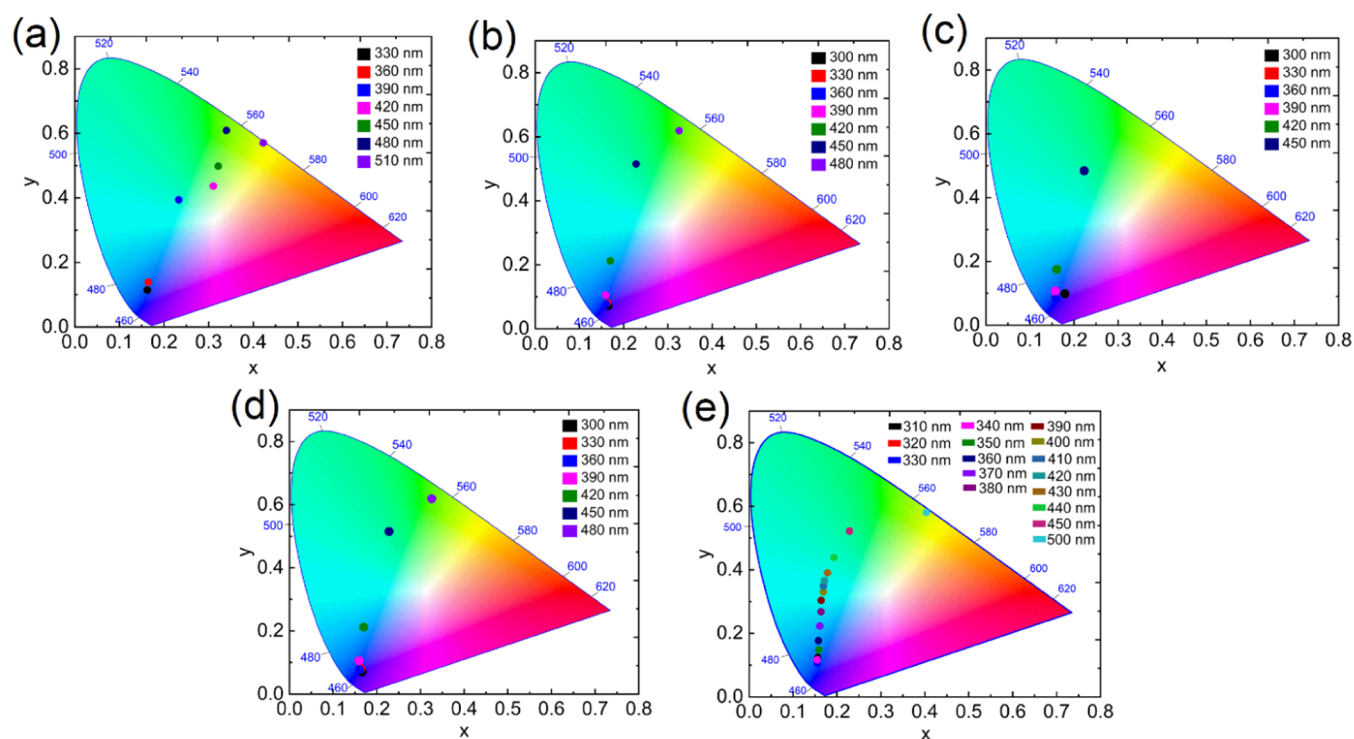 (a)
330 nm
360 nm
390 nm
420 nm
450 nm
480 nm
510 nm
520
540
560
580
600
620
500
480
460
0.8
0.6
0.4
0.2
0.0
y
0.0 0.1 0.2 0.3 0.4 0.5 0.6 0.7 0.8
x
(b)
300 nm
330 nm
360 nm
390 nm
420 nm
450 nm
480 nm
520
540
560
580
600
620
500
480
460
0.8
0.6
0.4
0.2
0.0
y
0.0 0.1 0.2 0.3 0.4 0.5 0.6 0.7 0.8
x
(c)
300 nm
330 nm
360 nm
390 nm
420 nm
450 nm
520
540
560
580
600
620
500
480
460
0.8
0.6
0.4
0.2
0.0
y
0.0 0.1 0.2 0.3 0.4 0.5 0.6 0.7 0.8
x
(d)
300 nm
330 nm
360 nm
390 nm
420 nm
450 nm
480 nm
520
540
560
580
600
620
500
480
460
0.8
0.6
0.4
0.2
0.0
y
0.0 0.1 0.2 0.3 0.4 0.5 0.6 0.7 0.8
x
(e)
310 nm
320 nm
330 nm
340 nm
350 nm
360 nm
370 nm
380 nm
390 nm
400 nm
410 nm
420 nm
430 nm
440 nm
450 nm
500 nm
520
540
560
580
600
620
500
480
460
0.8
0.6
0.4
0.2
0.0
y
0.0 0.1 0.2 0.3 0.4 0.5 0.6 0.7 0.8
x